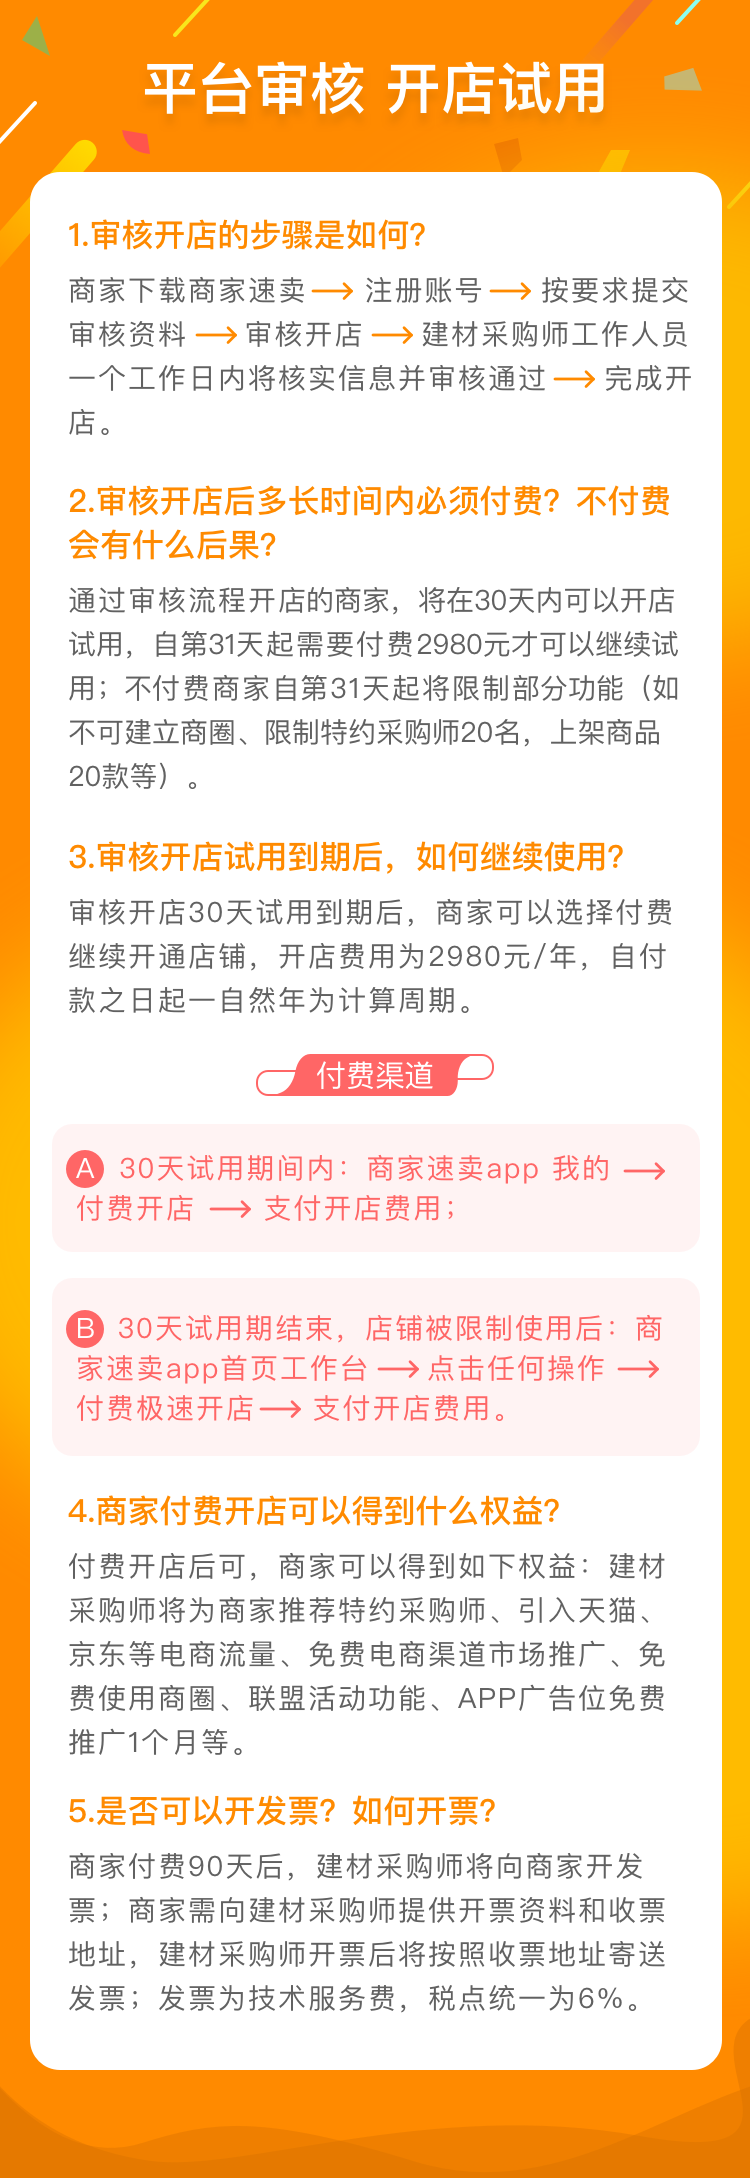 平台审核 开店试用
1.审核开店的步骤是如何?
商家下载商家速卖→注册账号→按要求提交
审核资料→审核开店→建材采购师工作人员
一个工作日内将核实信息并审核通过→完成开
店。
2.审核开店后多长时间内必须付费？不付费
会有什么后果?
通过审核流程开店的商家，将在30天内可以开店
试用，自第31天起需要付费2980元才可以继续试
用；不付费商家自第31天起将限制部分功能（如
不可建立商圈、限制特约采购师20名，上架商品
20款等）。
3.审核开店试用到期后，如何继续使用?
审核开店30天试用到期后，商家可以选择付费
继续开通店铺，开店费用为2980元/年，自付
款之日起一自然年为计算周期。
付费渠道
A 30天试用期间内：商家速卖app 我的→
付费开店→支付开店费用；
B 30天试用期结束，店铺被限制使用后：商
家速卖app首页工作台→点击任何操作→
付费极速开店→支付开店费用。
4.商家付费开店可以得到什么权益?
付费开店后可，商家可以得到如下权益：建材
采购师将为商家推荐特约采购师、引入天猫、
京东等电商流量、免费电商渠道市场推广、免
费使用商圈、联盟活动功能、APP广告位免费
推广1个月等。
5.是否可以开发票？如何开票?
商家付费90天后，建材采购师将向商家开发
票；商家需向建材采购师提供开票资料和收票
地址，建材采购师开票后将按照收票地址寄送
发票；发票为技术服务费，税点统一为6%。